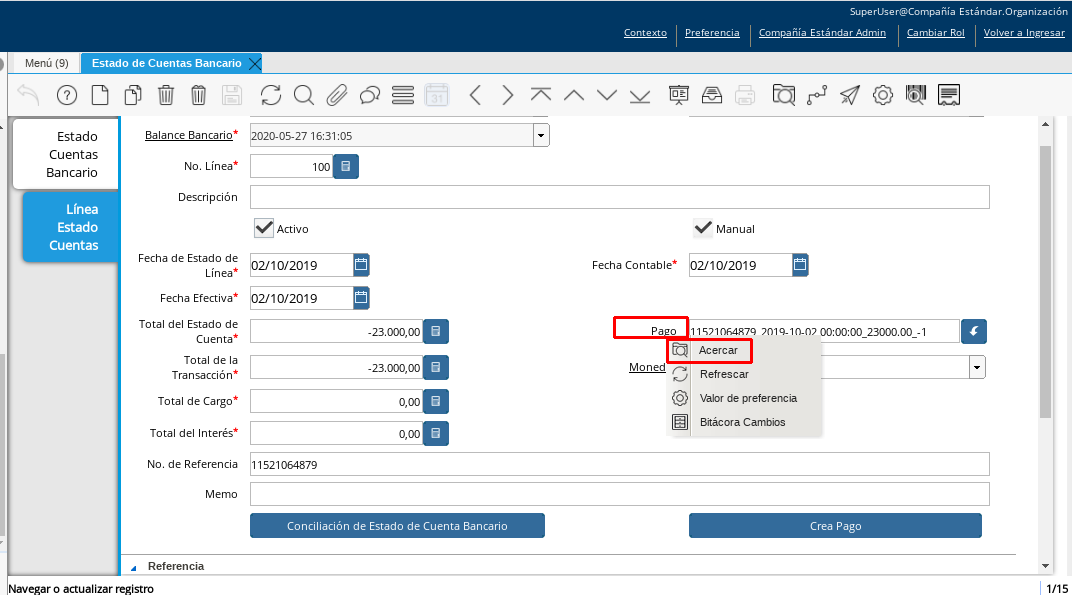 SuperUser@Compañía Estándar.Organización
Contexto Preferencia Compañía Estándar Admin Cambiar Rol Volver a Ingresar
Menú (9) Estado de Cuentas Bancario
31
Estado
Cuentas
Bancario
Línea
Estado
Cuentas
Balance Bancario* 2020-05-27 16:31:05
No. Línea* 100
Descripción
Activo Manual
Fecha de Estado de
Línea* 02/10/2019 Fecha Contable* 02/10/2019
Fecha Efectiva* 02/10/2019
Total del Estado de
Cuenta* -23.000,00 Pago 11521064879_2019-10-02 00:00:00_23000.00_-1
Total de la
Transacción* -23.000,00 Moned
Acercar
Refrescar
Valor de preferencia
Bitácora Cambios
Total de Cargo* 0,00
Total del Interés* 0,00
No. de Referencia 11521064879
Memo
Conciliación de Estado de Cuenta Bancario Crea Pago
Referencia
Navegar o actualizar registro 1/15